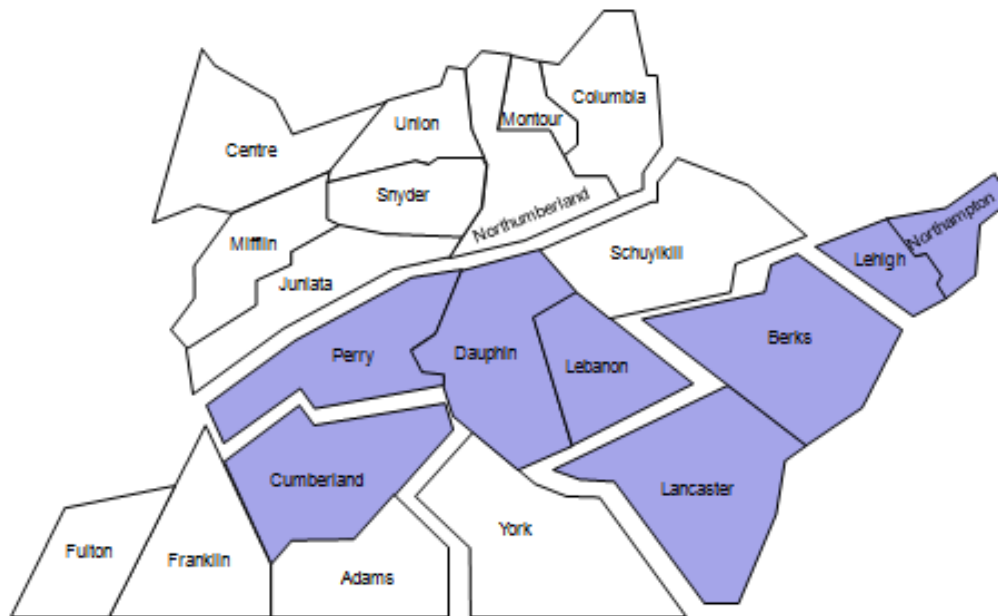 Columbia
Montour
Union
Centre
Snyder
Northumberland
Northampton
Mifflin
Schuylkill
Lehigh
Juniata
Berks
Perry
Dauphin
Lebanon
Cumberland
Lancaster
York
Fulton
Franklin
Adams